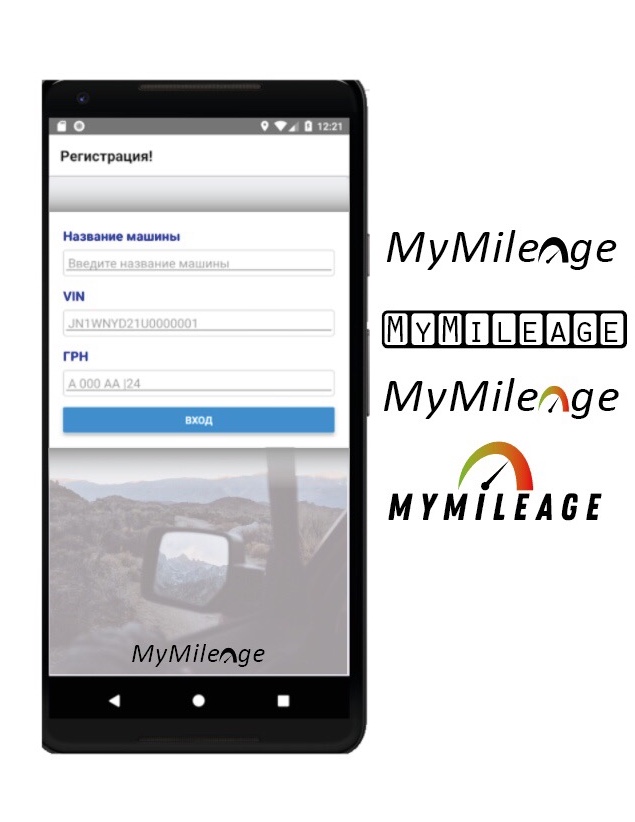 12:21
Регистрация!
Название машины
Введите название машины
VIN
JN1WNYD21U0000001
ГРН
A 000 AA |24
ВХОД
MyMileage
MyMileage
MYMILEAGE
MyMileage
MYMILEAGE